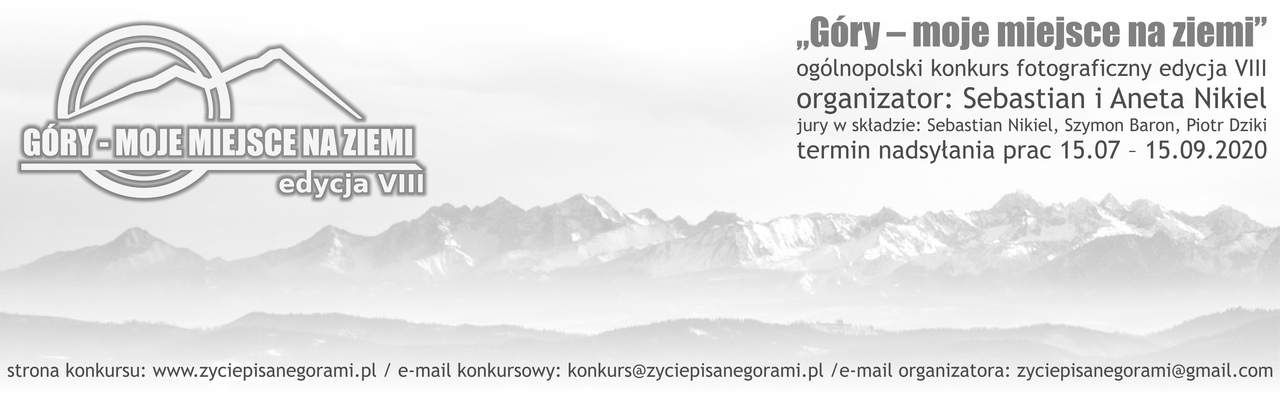 GÓRY - MOJE MIEJSCE NA ZIEMI
edycja VIII
„Góry – moje miejsce na ziemi”
ogólnopolski konkurs fotograficzny edycja VIII
organizator: Sebastian i Aneta Nikiel
jury w składzie: Sebastian Nikiel, Szymon Baron, Piotr Dziki
termin nadsyłania prac 15.07 – 15.09.2020
strona konkursu: www.zyciepisanegorami.pl / e-mail konkursowy: konkurs@zyciepisanegorami.pl /e-mail organizatora: zyciepisanegorami@gmail.com